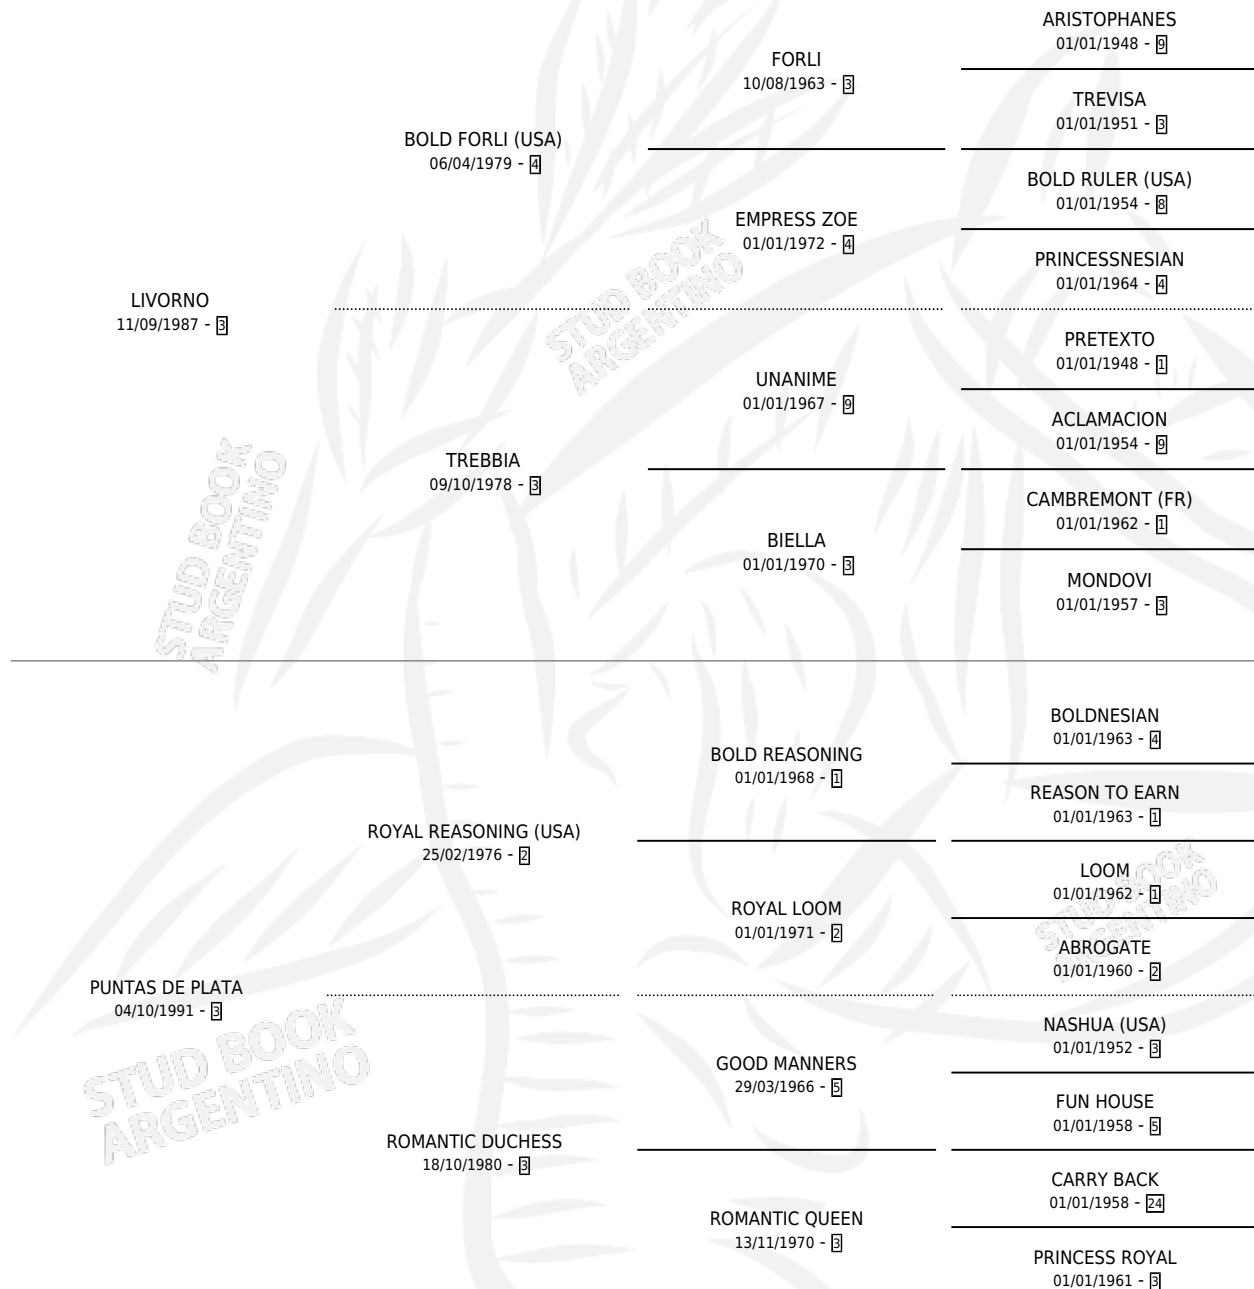 ARISTOPHANES
01/01/1948 - 9
FORLI
10/08/1963 - 3
TREVISA
01/01/1951 - 3
BOLD FORLI (USA)
06/04/1979 - 4
BOLD RULER (USA)
01/01/1954 - 8
EMPRESS ZOE
01/01/1972 - 4
PRINCESSNESIAN
01/01/1964 - 4
LIVORNO
11/09/1987 - 3
PRETEXTO
01/01/1948 - 1
UNANIME
01/01/1967 - 9
ACLAMACION
01/01/1954 - 9
TREBBIA
09/10/1978 - 3
CAMBREMONT (FR)
01/01/1962 - 1
BIELLA
01/01/1970 - 3
MONDOVI
01/01/1957 - 3
BOLDNESIAN
01/01/1963 - 4
BOLD REASONING
01/01/1968 - 1
REASON TO EARN
01/01/1963 - 1
ROYAL REASONING (USA)
25/02/1976 - 2
LOOM
01/01/1962 - 1
ROYAL LOOM
01/01/1971 - 2
ABROGATE
01/01/1960 - 2
PUNTAS DE PLATA
04/10/1991 - 3
NASHUA (USA)
01/01/1952 - 3
GOOD MANNERS
29/03/1966 - 5
FUN HOUSE
01/01/1958 - 5
ROMANTIC DUCHESS
18/10/1980 - 3
CARRY BACK
01/01/1958 - 24
ROMANTIC QUEEN
13/11/1970 - 3
PRINCESS ROYAL
01/01/1961 - 3
STUD BOOK
ARGENTINO
STUD BOOK
ARGENTINO
STUD BOOK
ARGENTINO
STUD BOOK
ARGENTINO